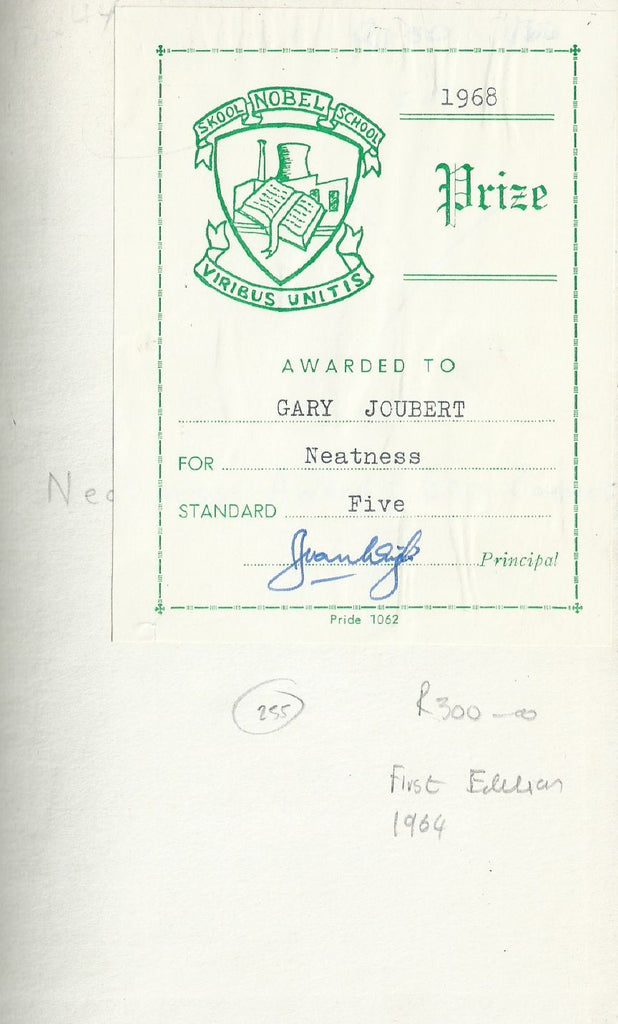 1968
SKOOL NOBEL SCHOOL
Prize
VIRIBUS UNITIS
AWARDED TO
GARY JOUBERT
FOR Neatness
Nea
STANDARD Five
Principal
Pride 1062
255
R300-00
First Edition
1964